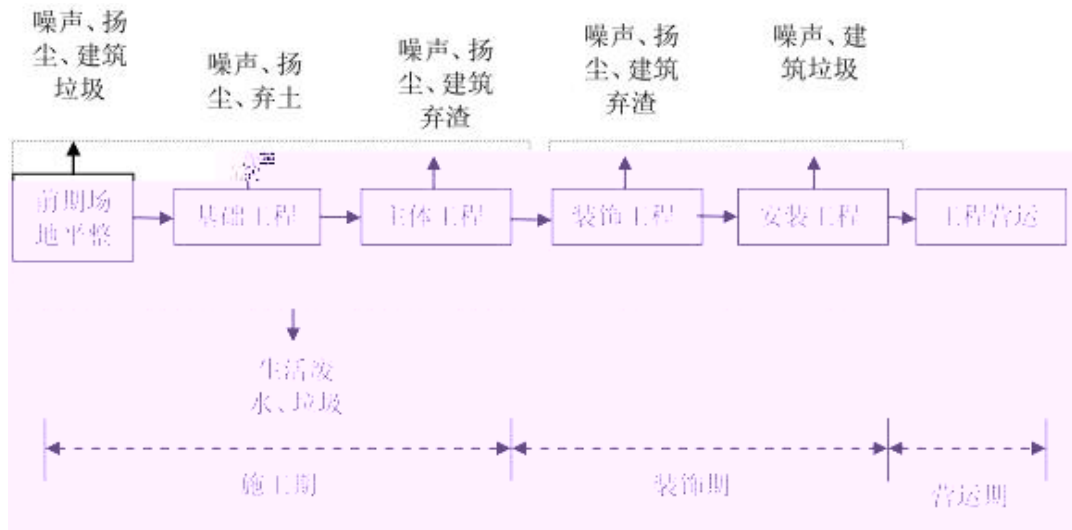 噪声、扬
尘、建筑
垃圾
噪声、扬
尘、弃土
噪声、扬
尘、建筑
弃渣
噪声、扬
尘、建筑
弃渣
噪声、建
筑垃圾
前期场
地平整
基础工程
主体工程
装饰工程
安装工程
工程营运
生活废
水、垃圾
施工期
装饰期
营运期